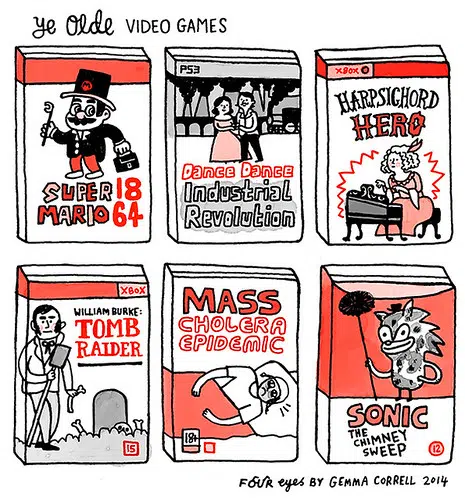 ye Olde VIDEO GAMES
M
SUPER 18
MARIO 64
PS3
Dance Dance
Industrial
Revolution
XBOX
HARPSICHORD
HERO
XBOX
WILLIAM BURKE:
TOMB
RAIDER
15
MASS
CHOLERA
EPIDEMIC
18+
SONIC
THE
CHIMNEY
SWEEP
12
FOUR eyes BY GEMMA CORRELL 2014